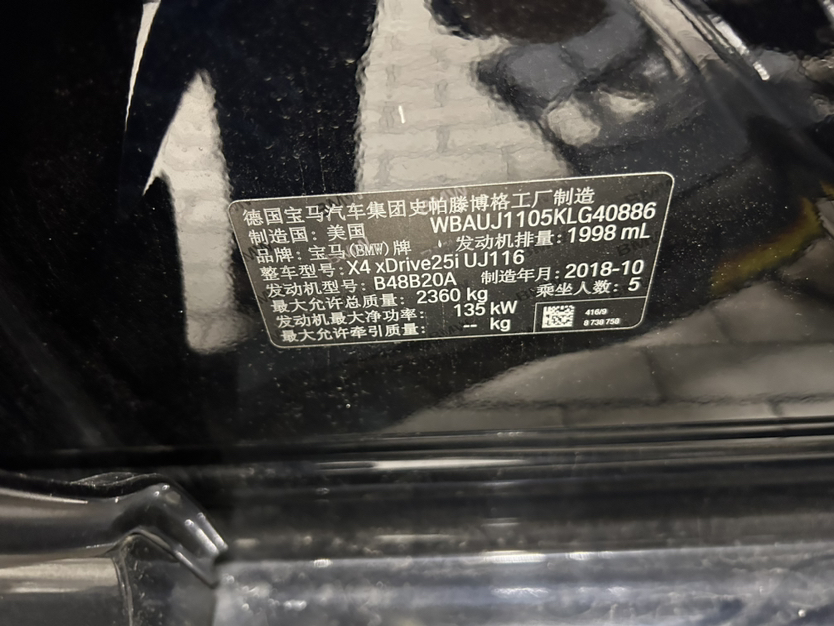 德国宝马汽车集团史帕滕博格工厂制造
制造国：美国 WBAUJ1105KLG40886
品牌：宝马(BMW)牌 发动机排量：1998 mL
整车型号：X4 xDrive25i UJ116
发动机型号：B48B20A 制造年月：2018-10
最大允许总质量：2360 kg 乘坐人数：5
发动机最大净功率：135 kW
最大允许牵引质量：-- kg
416/9
8 738 758